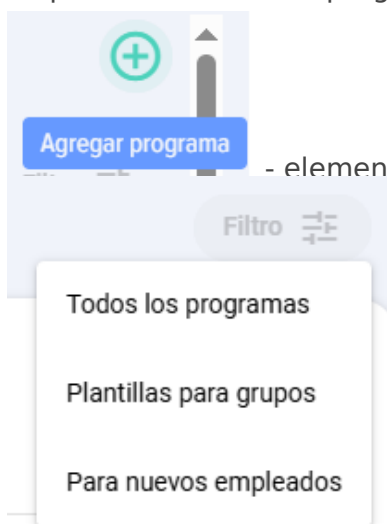 Agregar programa
- elemen
Filtro
Todos los programas
Plantillas para grupos
Para nuevos empleados